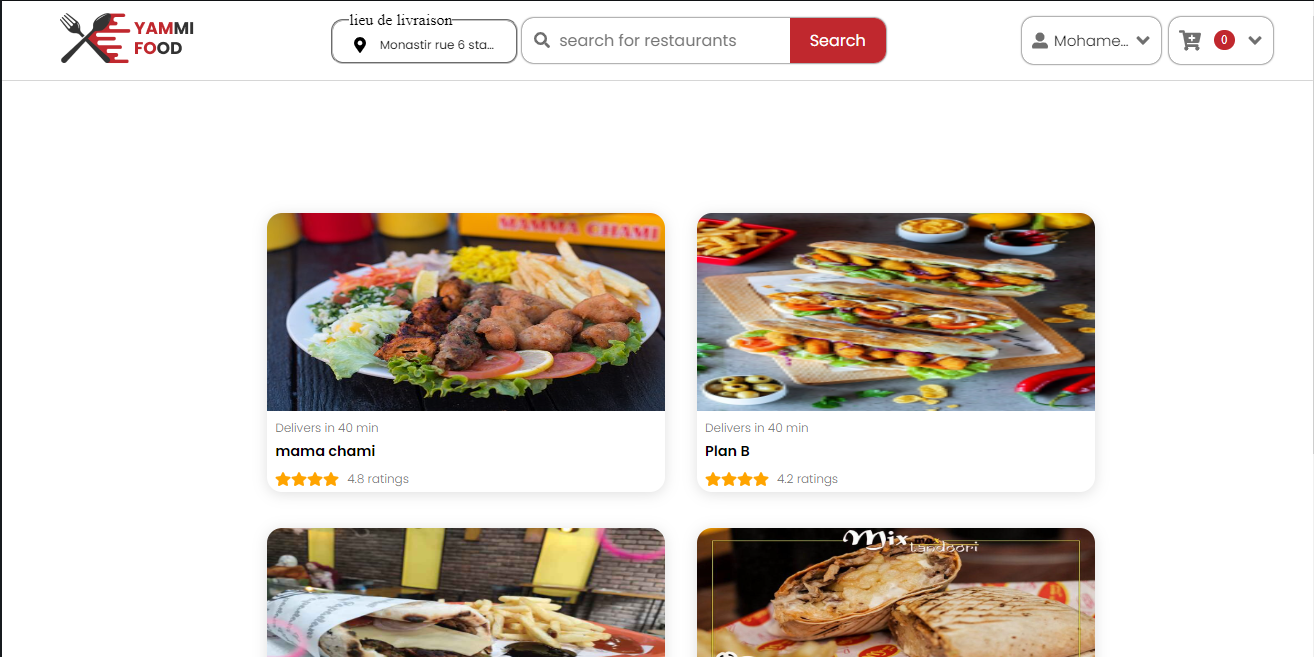 YAMMI
FOOD
lieu de livraison
Monastir rue 6 sta...
search for restaurants
Search
Mohame...
0
MAMMA CHAMI
Delivers in 40 min
mama chami
4.8 ratings
Delivers in 40 min
Plan B
4.2 ratings
Mix
tandoori